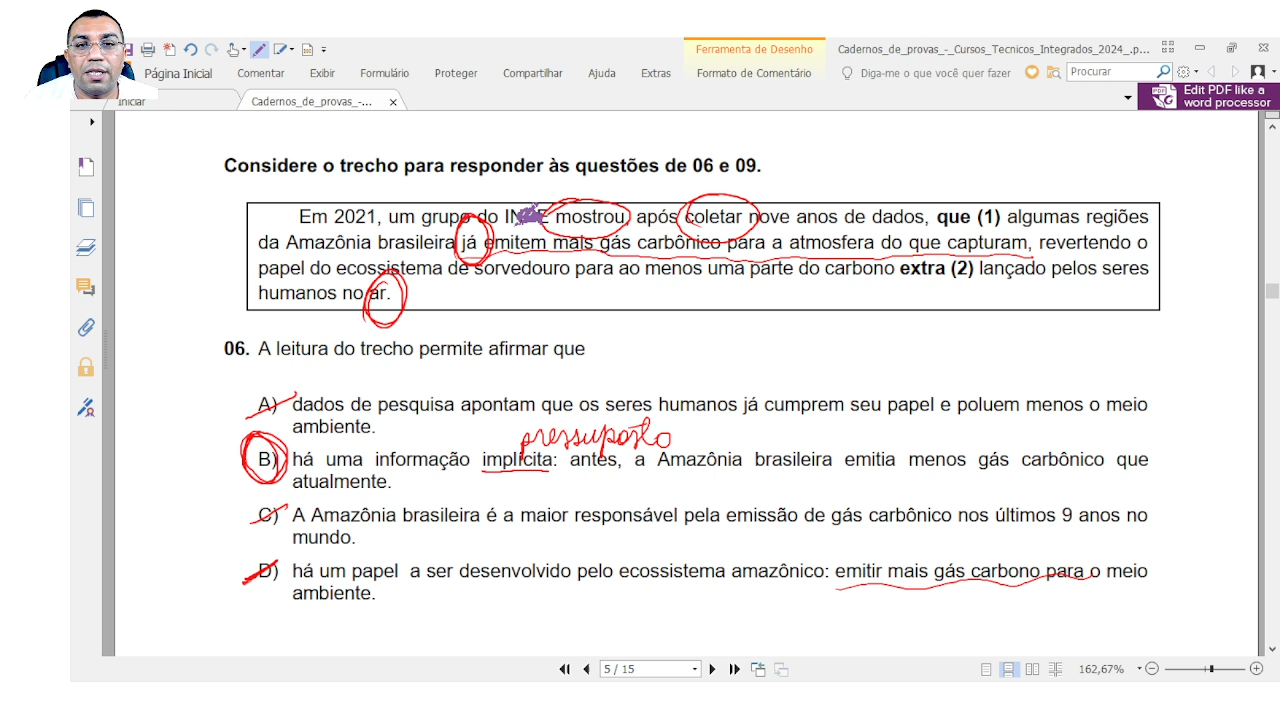 Ferramenta de Desenho
Cadernos_de_provas_-_Cursos_Tecnicos_Integrados_2024_.p...
Página Inicial Comentar Exibir Formulário Proteger Compartilhar Ajuda Extras Formato de Comentário Diga-me o que você quer fazer Procurar
Iniciar Cadernos_de_provas_-...
Edit PDF like a
word processor
Considere o trecho para responder às questões de 06 e 09.
Em 2021, um grupo do mostrou, após coletar nove anos de dados, que (1) algumas regiões
da Amazônia brasileira já emitem mais gás carbônico para a atmosfera do que capturam, revertendo o
papel do ecossistema de sorvedouro para ao menos uma parte do carbono extra (2) lançado pelos seres
humanos no ar.
06. A leitura do trecho permite afirmar que
A) dados de pesquisa apontam que os seres humanos já cumprem seu papel e poluem menos o meio
ambiente.
pressuposto
B) há uma informação implícita: antes, a Amazônia brasileira emitia menos gás carbônico que
atualmente.
C) A Amazônia brasileira é a maior responsável pela emissão de gás carbônico nos últimos 9 anos no
mundo.
D) há um papel a ser desenvolvido pelo ecossistema amazônico: emitir mais gás carbono para o meio
ambiente.
5 / 15
162,67%